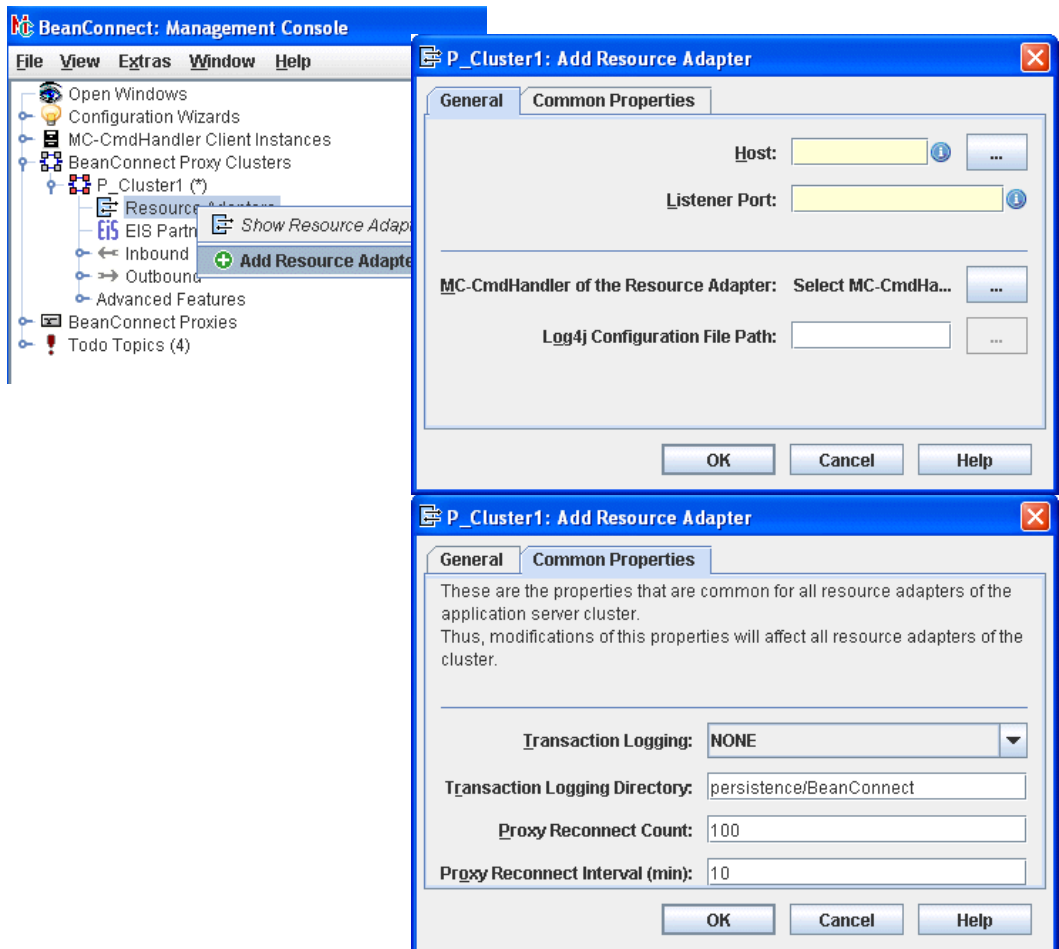 BeanConnect: Management Console
File View Extras Window Help
Open Windows
Configuration Wizards
MC-CmdHandler Client Instances
BeanConnect Proxy Clusters
P_Cluster1 (*)
Resource
EIS Partn
Inbound
Outbound
Advanced Features
BeanConnect Proxies
Todo Topics (4)
Show Resource Adapt
Add Resource Adapte
P_Cluster1: Add Resource Adapter
General Common Properties
Host: ...
Listener Port:
MC-CmdHandler of the Resource Adapter: Select MC-CmdHa... ...
Log4j Configuration File Path: ...
OK Cancel Help
P_Cluster1: Add Resource Adapter
General Common Properties
These are the properties that are common for all resource adapters of the
application server cluster.
Thus, modifications of this properties will affect all resource adapters of the
cluster.
Transaction Logging: NONE
Transaction Logging Directory: persistence/BeanConnect
Proxy Reconnect Count: 100
Proxy Reconnect Interval (min): 10
OK Cancel Help